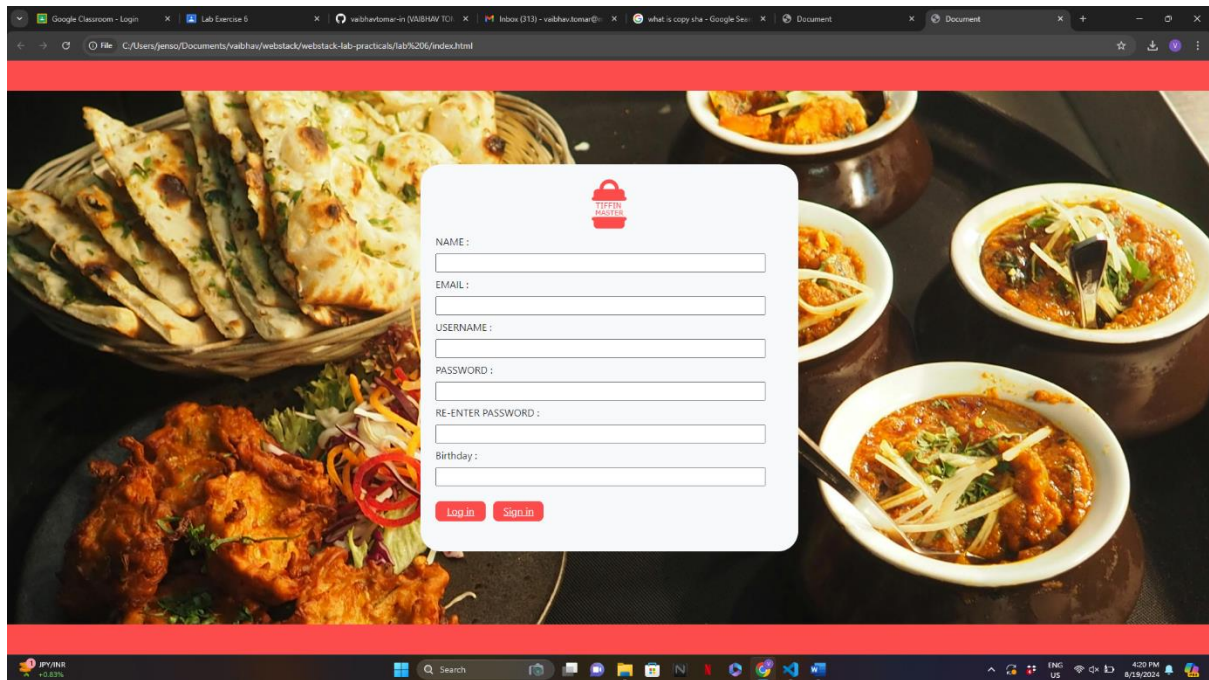 Google Classroom - Login
Lab Exercise 6
vaibhavtomar-in (VAIBHAV TO
Inbox (313) - vaibhav.tomar@
what is copy sha - Google Sear
Document
Document
File C:/Users/jenso/Documents/vaibhav/webstack/webstack-lab-practicals/lab%206/index.html
V
TIFFIN
MASTER
NAME :
EMAIL :
USERNAME :
PASSWORD :
RE-ENTER PASSWORD :
Birthday :
Log in Sign in
1
JPY/INR
+0.83%
Search
ENG
US
4:20 PM
8/19/2024